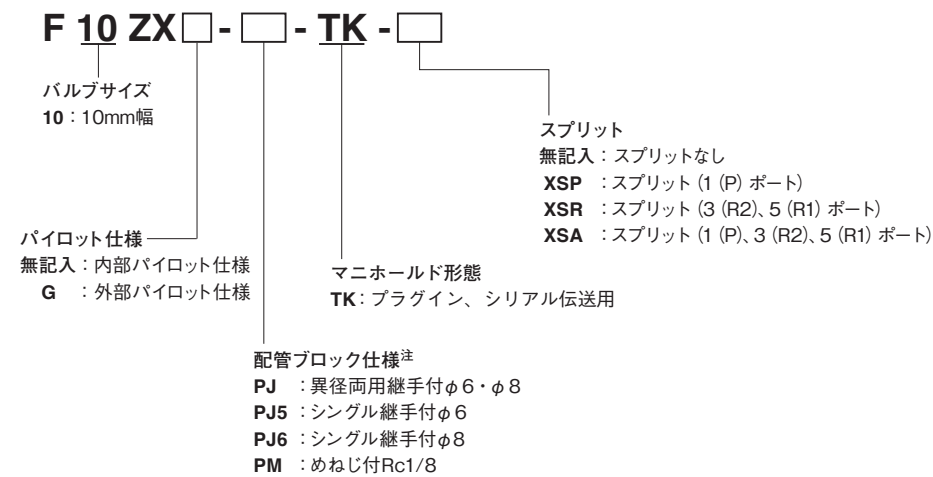 F 10 ZX□-□-TK-□
バルブサイズ
10：10mm幅
スプリット
無記入：スプリットなし
XSP ：スプリット（1（P）ポート）
XSR ：スプリット（3（R2）、5（R1）ポート）
XSA ：スプリット（1（P）、3（R2）、5（R1）ポート）
パイロット仕様
無記入：内部パイロット仕様
G ：外部パイロット仕様
マニホールド形態
TK：プラグイン、シリアル伝送用
配管ブロック仕様注
PJ ：異径両用継手付φ6・φ8
PJ5 ：シングル継手付φ6
PJ6 ：シングル継手付φ8
PM ：めねじ付Rc1/8